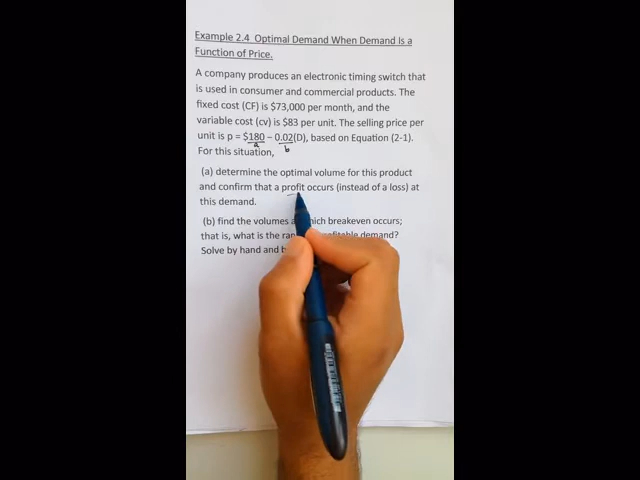 Example 2.4 Optimal Demand When Demand Is a
Function of Price.
A company produces an electronic timing switch that
is used in consumer and commercial products. The
fixed cost (CF) is $73,000 per month, and the
variable cost (cv) is $83 per unit. The selling price per
unit is p = $180 – 0.02(D), based on Equation (2-1).
a b
For this situation,
(a) determine the optimal volume for this product
and confirm that a profit occurs (instead of a loss) at
this demand.
(b) find the volumes breakeven occurs;
that is, what is the demand?
Solve by hand and